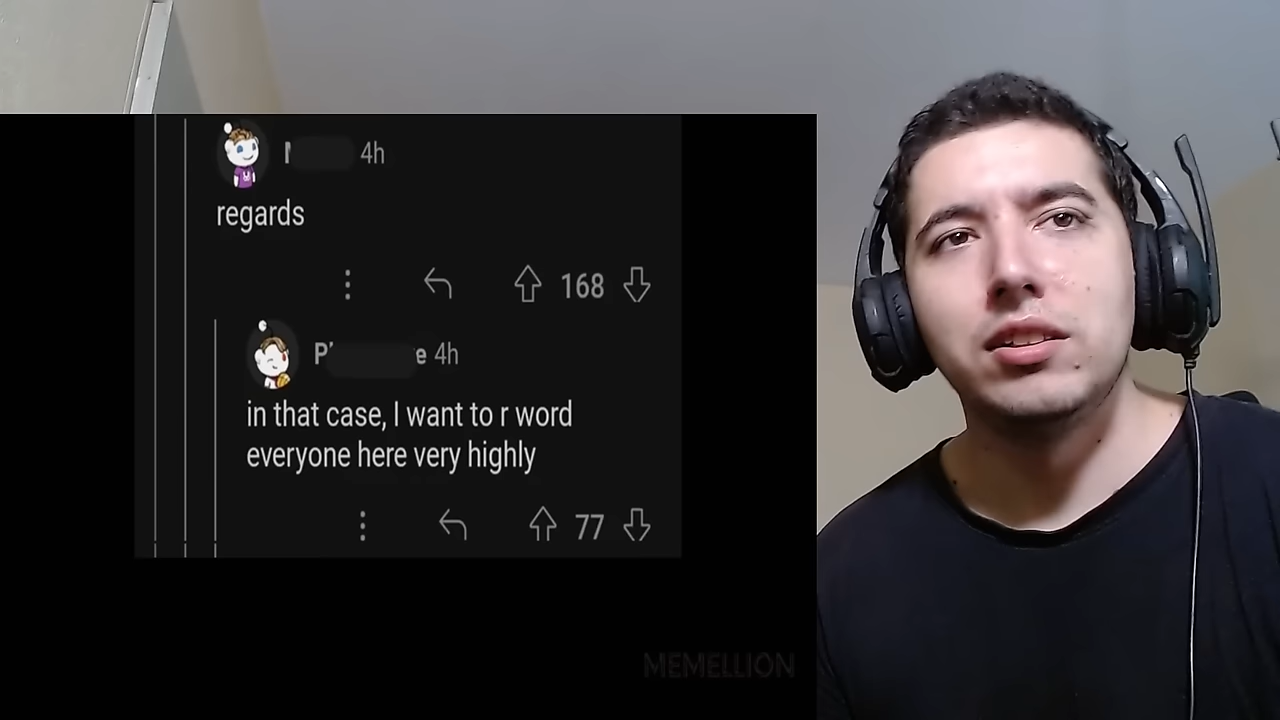 4h
regards
168
4h
in that case, I want to r word
everyone here very highly
77
MEMELLION